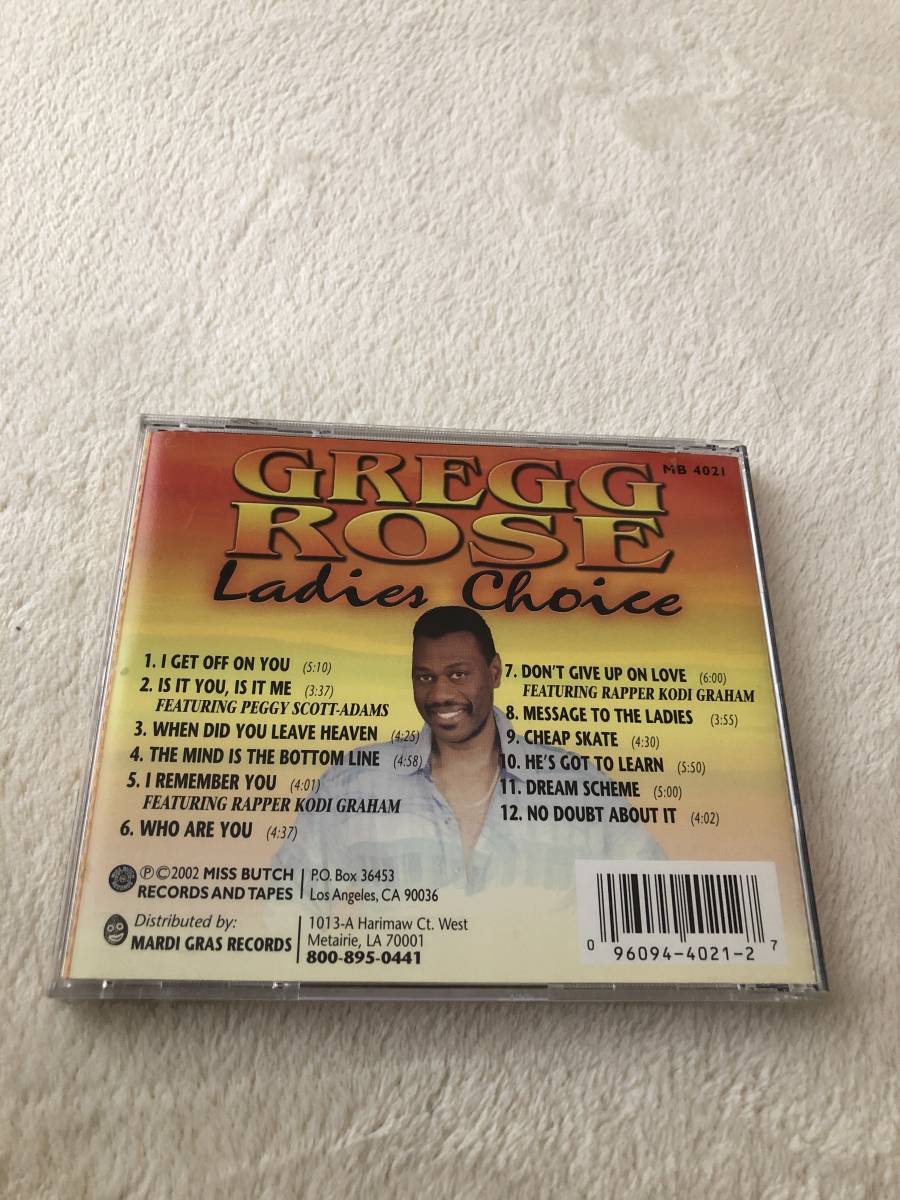 GREGG
MB 4021
ROSE
Ladies Choice
1. I GET OFF ON YOU (5:10)
2. IS IT YOU, IS IT ME (3:37)
FEATURING PEGGY SCOTT-ADAMS
3. WHEN DID YOU LEAVE HEAVEN (4:25)
4. THE MIND IS THE BOTTOM LINE (4:58)
5. I REMEMBER YOU (4:01)
FEATURING RAPPER KODI GRAHAM
6. WHO ARE YOU (4:37)
7. DON'T GIVE UP ON LOVE (6:00)
FEATURING RAPPER KODI GRAHAM
8. MESSAGE TO THE LADIES (3:55)
9. CHEAP SKATE (4:30)
10. HE'S GOT TO LEARN (5:50)
11. DREAM SCHEME (5:00)
12. NO DOUBT ABOUT IT (4:02)
℗©2002 MISS BUTCH
RECORDS AND TAPES
P.O. Box 36453
Los Angeles, CA 90036
Distributed by:
MARDI GRAS RECORDS
1013-A Harimaw Ct. West
Metairie, LA 70001
800-895-0441
0 96094-4021-2 7